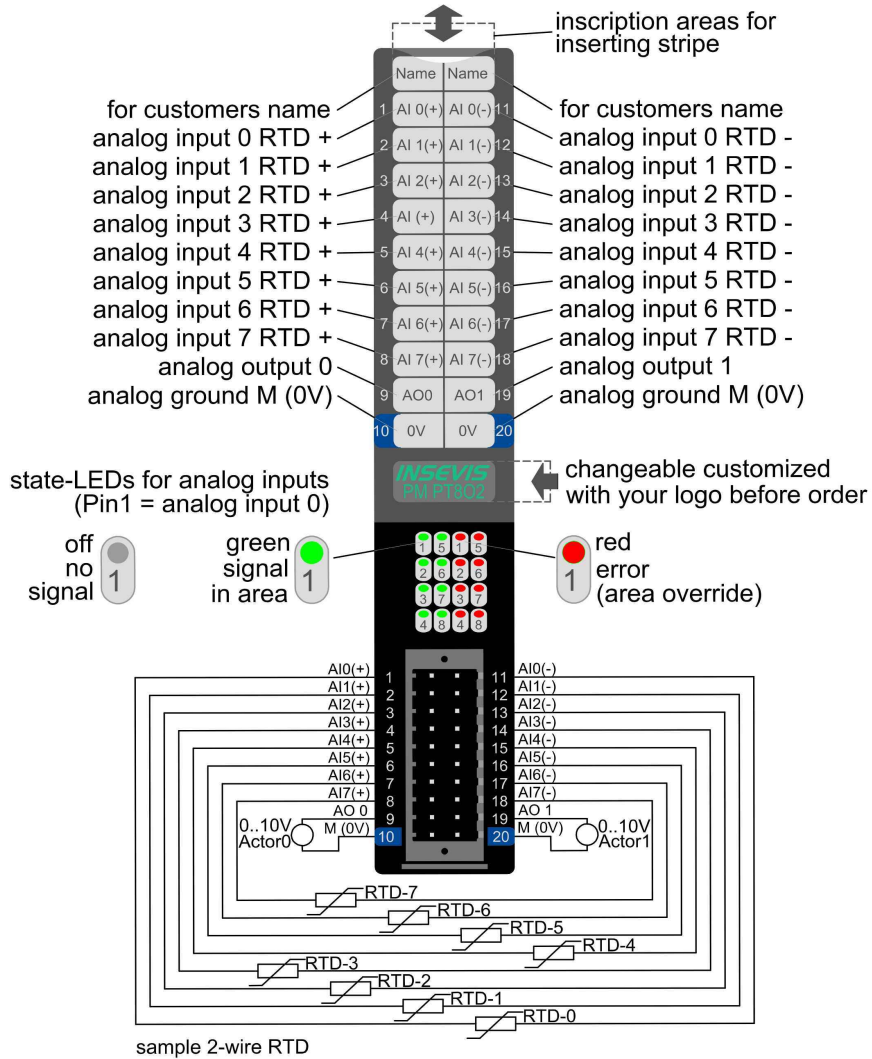 inscription areas for
inserting stripe
Name Name
for customers name for customers name
1 AI 0(+) AI 0(-) 11
analog input 0 RTD + analog input 0 RTD -
2 AI 1(+) AI 1(-) 12
analog input 1 RTD + analog input 1 RTD -
3 AI 2(+) AI 2(-) 13
analog input 2 RTD + analog input 2 RTD -
4 AI (+) AI 3(-) 14
analog input 3 RTD + analog input 3 RTD -
5 AI 4(+) AI 4(-) 15
analog input 4 RTD + analog input 4 RTD -
6 AI 5(+) AI 5(-) 16
analog input 5 RTD + analog input 5 RTD -
7 AI 6(+) AI 6(-) 17
analog input 6 RTD + analog input 6 RTD -
8 AI 7(+) AI 7(-) 18
analog input 7 RTD + analog input 7 RTD -
9 AO0 AO1 19
analog output 0 analog output 1
10 0V 0V 20
analog ground M (0V) analog ground M (0V)
INSEVIS
PM PT8O2
changeable customized
with your logo before order
state-LEDs for analog inputs
(Pin1 = analog input 0)
off
no
signal
1
green
signal
in area
1
1 5 1 5
2 6 2 6
3 7 3 7
4 8 4 8
1
red
error
(area override)
AI0(+) 1 11 AI0(-)
AI1(+) 2 12 AI1(-)
AI2(+) 3 13 AI2(-)
AI3(+) 4 14 AI3(-)
AI4(+) 5 15 AI4(-)
AI5(+) 6 16 AI5(-)
AI6(+) 7 17 AI6(-)
AI7(+) 8 18 AI7(-)
AO 0 9 19 AO 1
M (0V) 10 20 M (0V)
0..10V
Actor0
0..10V
Actor1
RTD-7
RTD-6
RTD-5
RTD-4
RTD-3
RTD-2
RTD-1
RTD-0
sample 2-wire RTD